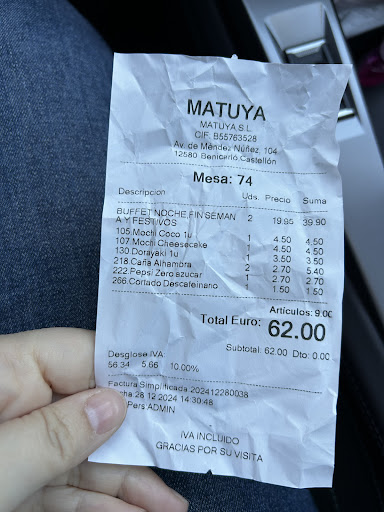 MATUYA
MATUYA S.L
CIF. B55763528
Av. de Méndez Núñez, 104
12580 Benicarló, Castellón
Mesa: 74
Descripcion Uds. Precio Suma
BUFFET NOCHE,FIN SEMAN 2 19.95 39.90
A Y FESTIVOS
105.Mochi Coco 1u 1 4.50 4.50
107.Mochi Cheesecake 1 4.50 4.50
130.Dorayaki 1u 1 3.50 3.50
218.Caña Alhambra 2 2.70 5.40
222.Pepsi Zero azucar 1 2.70 2.70
266.Cortado Descafeinano 1 1.50 1.50
Artículos: 9.00
Total Euro: 62.00
Subtotal: 62.00 Dto: 0.00
Desglose IVA
56.34 5.66 10.00%
Factura Simplificada 202412280038
28 12 2024 14:30:48
Pers ADMIN
IVA INCLUIDO
GRACIAS POR SU VISITA